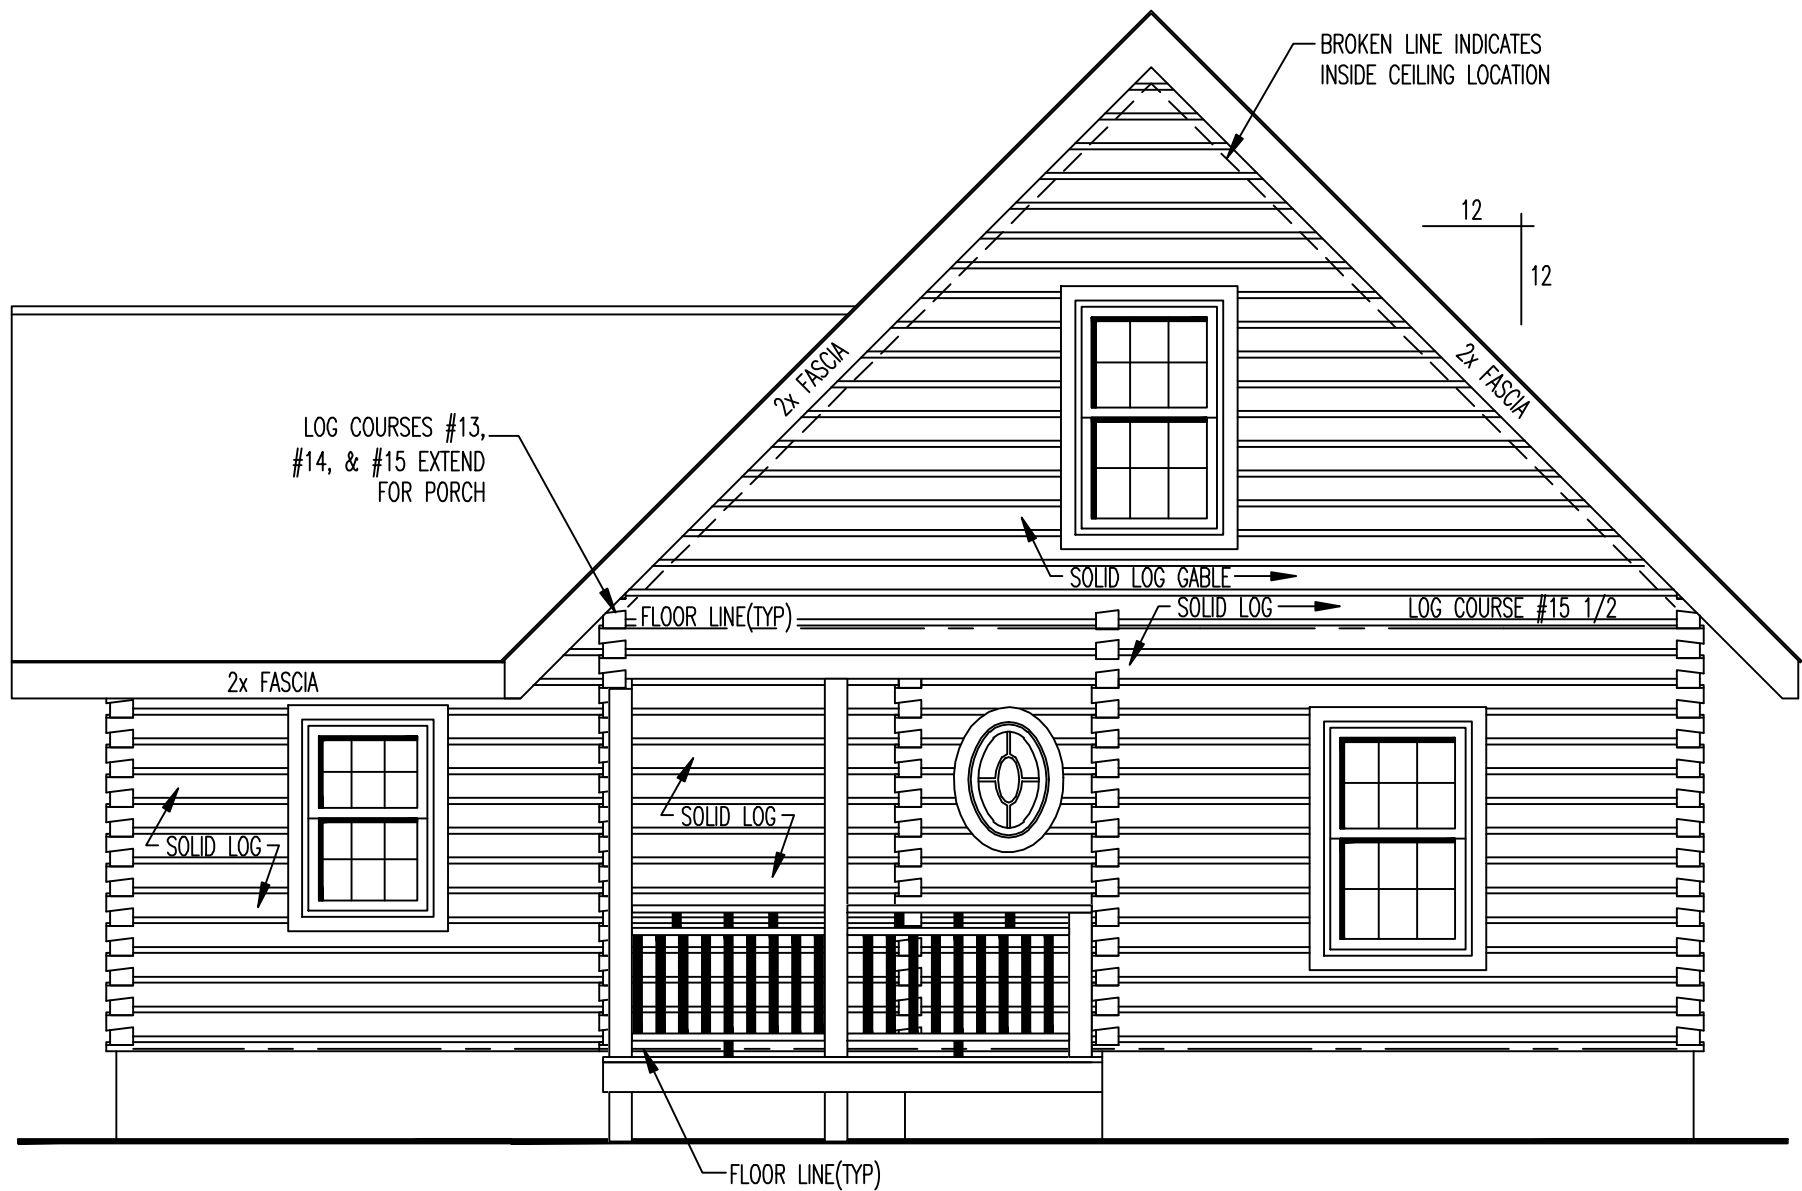 BROKEN LINE INDICATES
INSIDE CEILING LOCATION
12
12
2x FASCIA
2x FASCIA
LOG COURSES #13,
#14, & #15 EXTEND
FOR PORCH
SOLID LOG GABLE
SOLID LOG
LOG COURSE #15 1/2
FLOOR LINE(TYP)
2x FASCIA
SOLID LOG
SOLID LOG
FLOOR LINE(TYP)